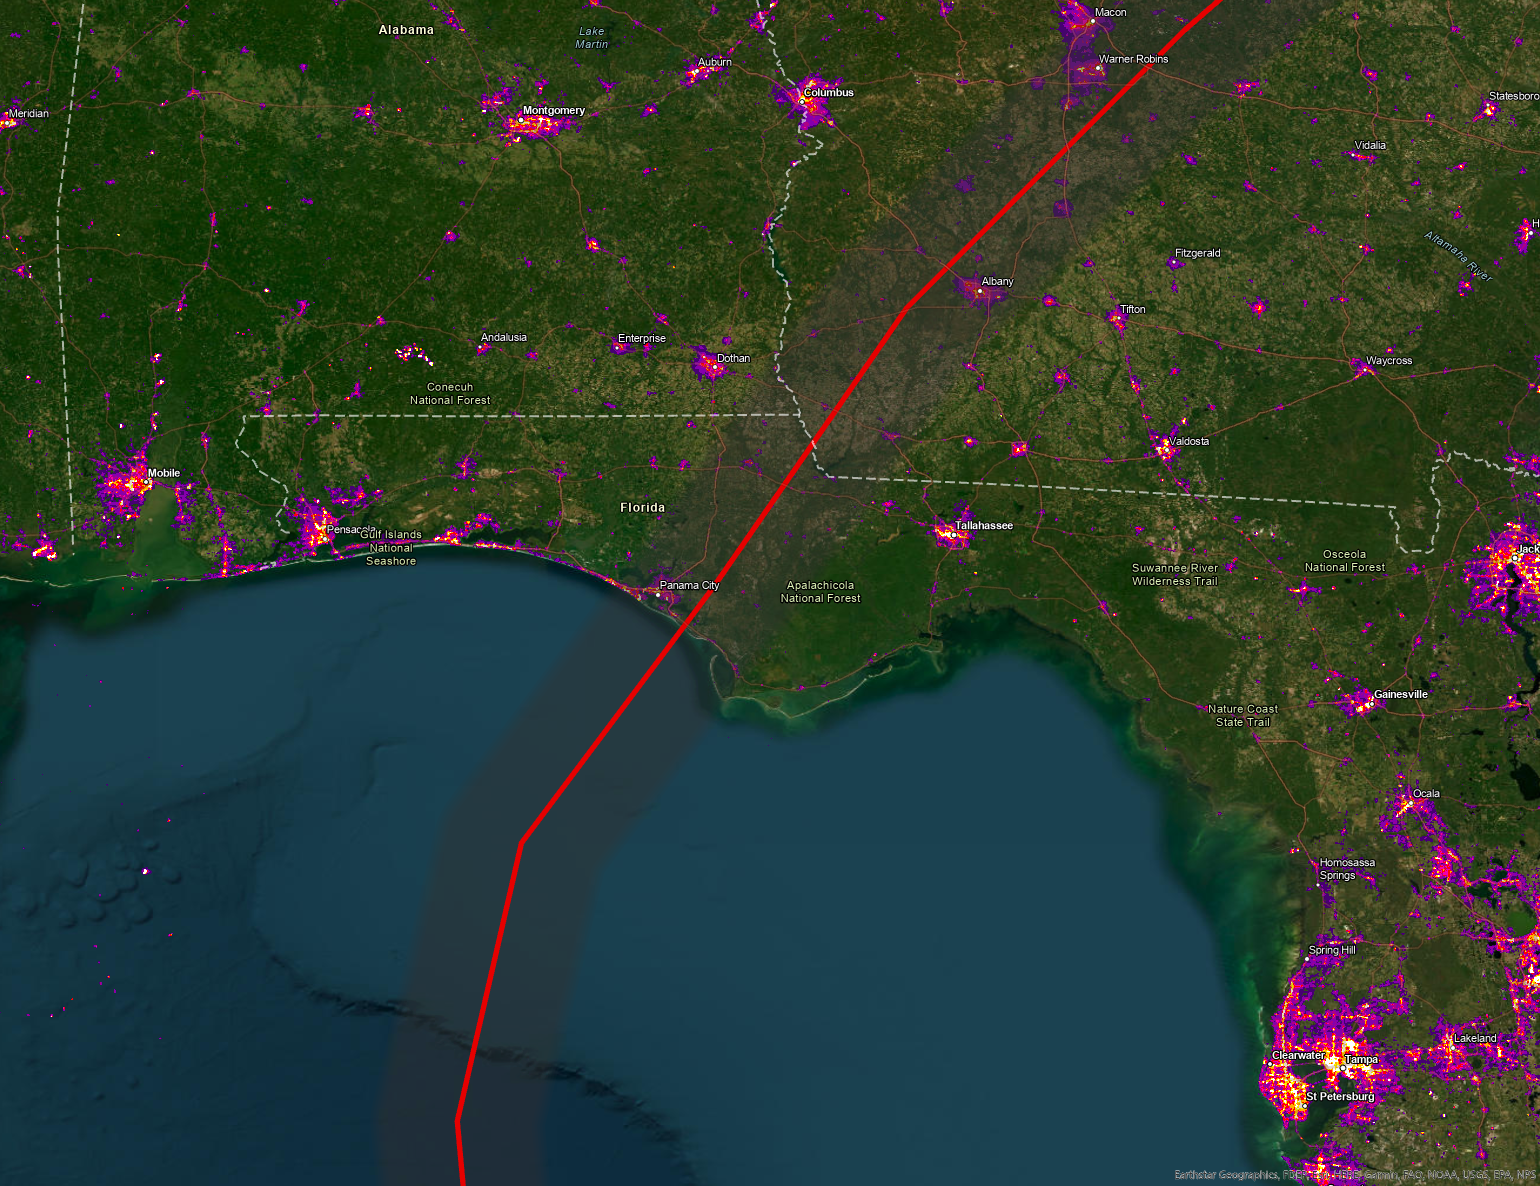 Macon
Alabama
Lake
Martin
Warner Robins
Auburn
Columbus
Statesboro
Meridian
Montgomery
Vidalia
Altamaha River
Fitzgerald
Albany
Tifton
Andalusia
Enterprise
Dothan
Waycross
Conecuh
National Forest
Valdosta
Mobile
Florida
Pensacola
Tallahassee
Gulf Islands
National
Seashore
Jack
Osceola
National Forest
Suwannee River
Wilderness Trail
Panama City
Apalachicola
National Forest
Gainesville
Nature Coast
State Trail
Ocala
Homosassa
Springs
Spring Hill
Lakeland
Clearwater
Tampa
St Petersburg
Earthstar Geographics, FDEP, Esri, HERE, Garmin, FAO, NOAA, USGS, EPA, NPS